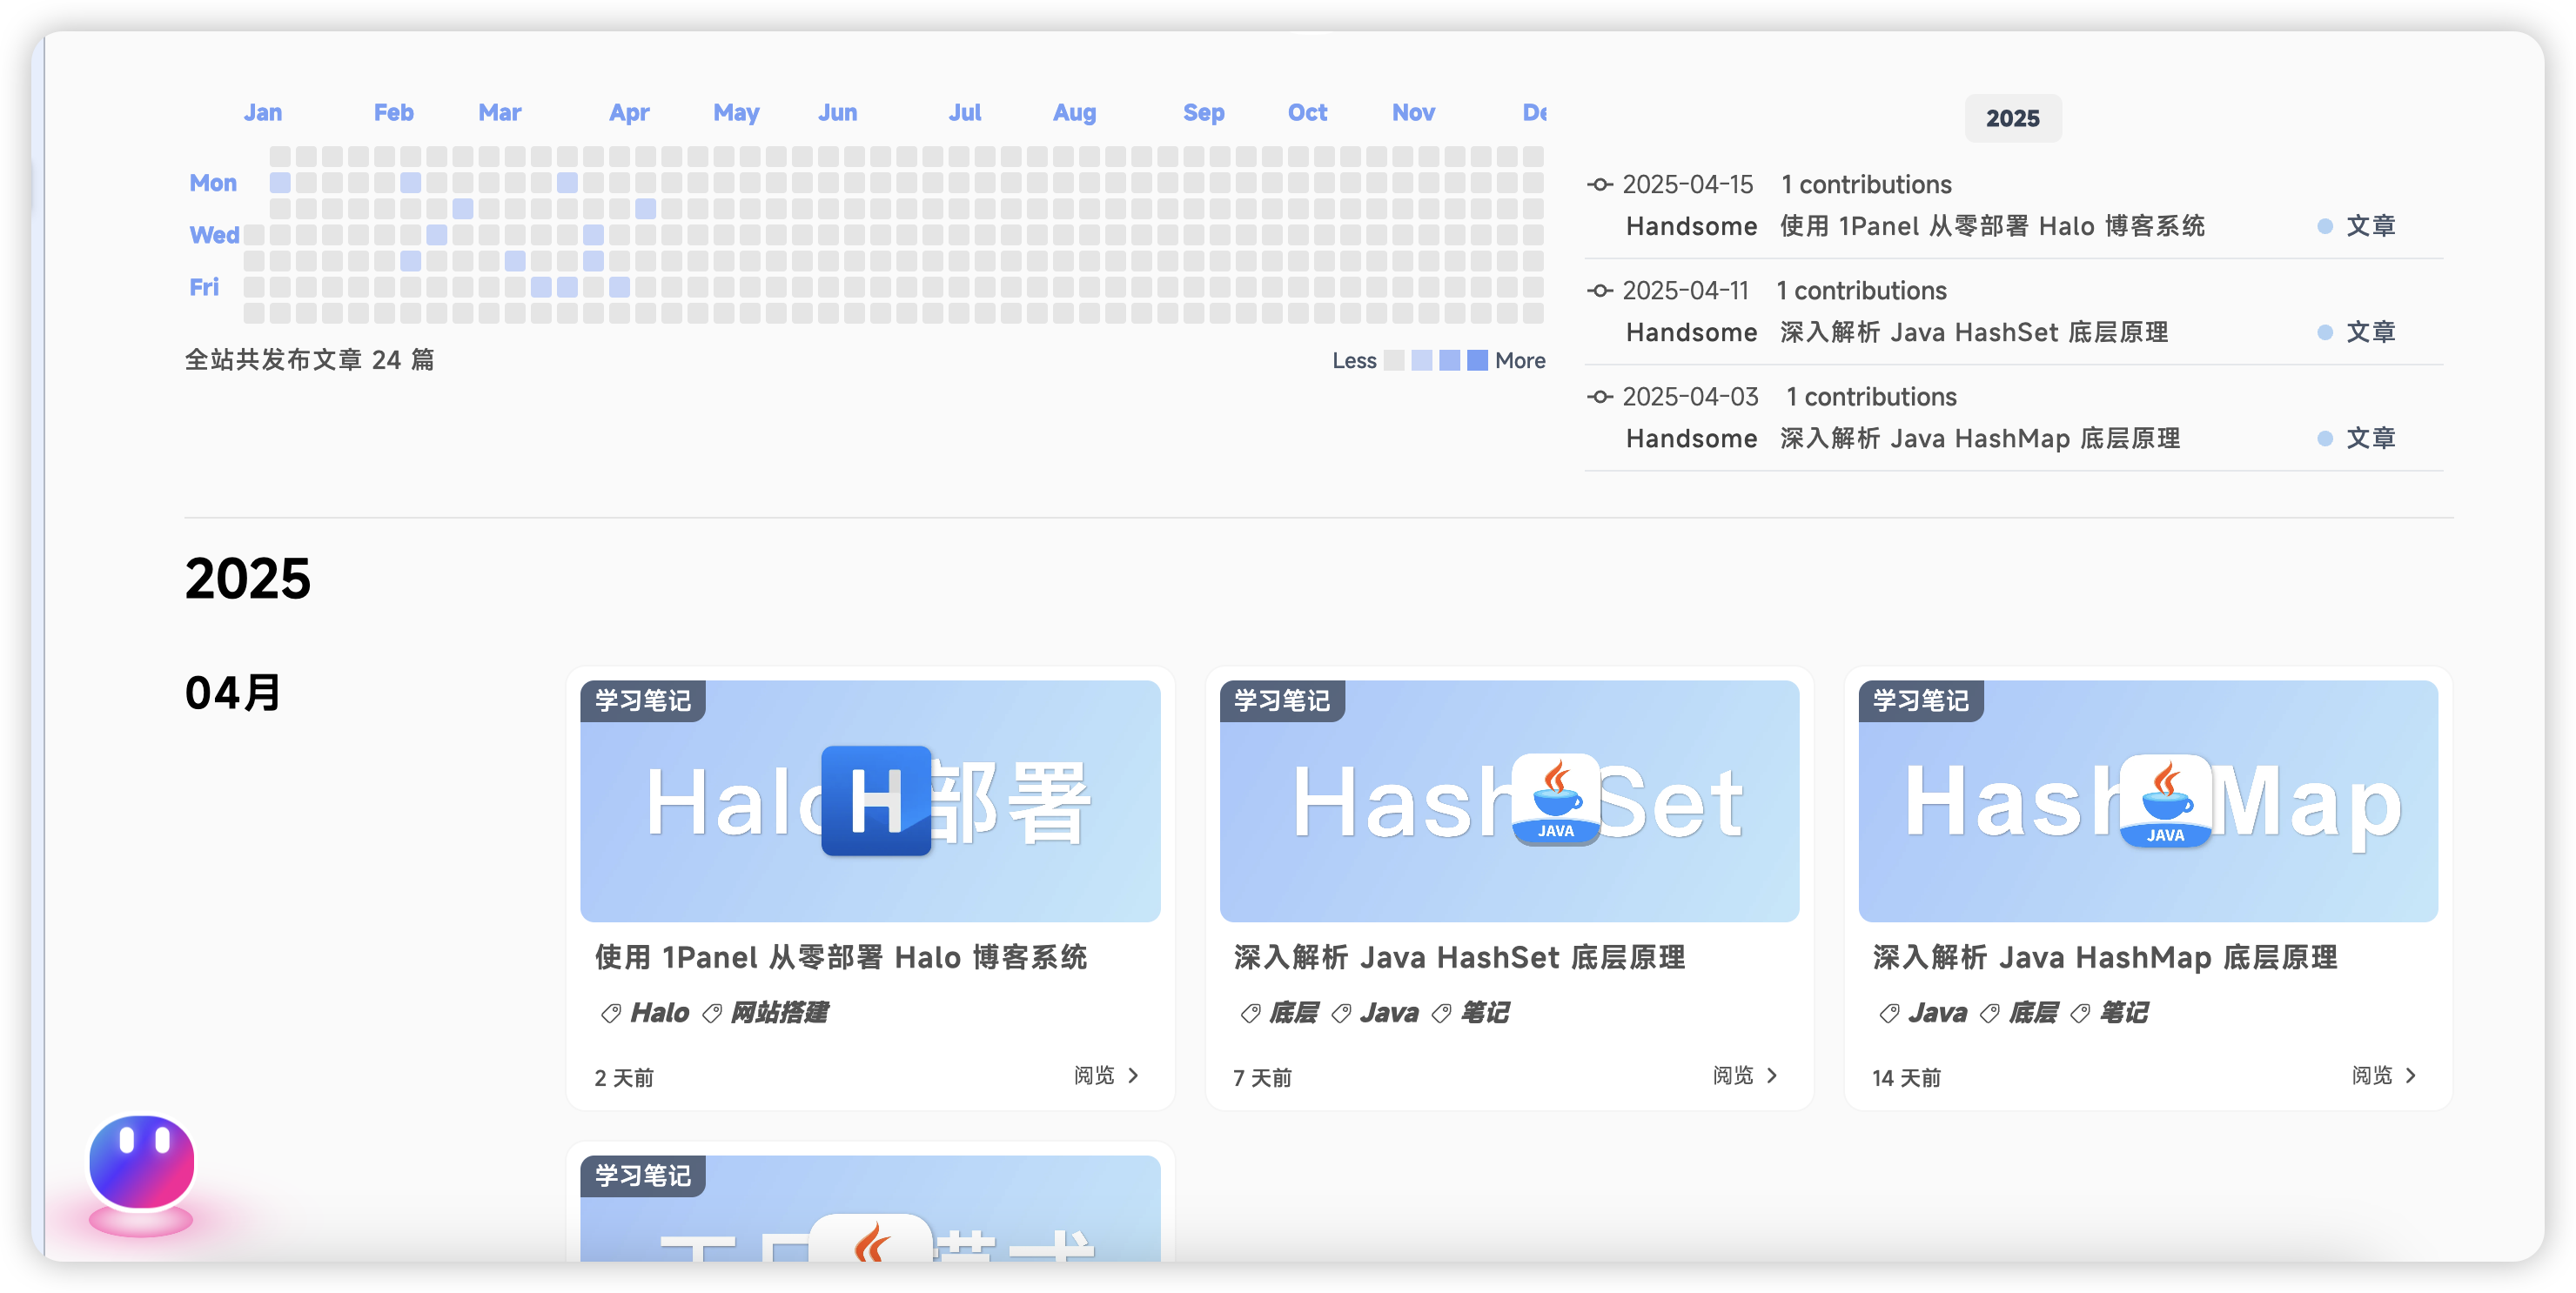 Jan Feb Mar Apr May Jun Jul Aug Sep Oct Nov De
Mon
Wed
Fri
全站共发布文章 24 篇
Less More
2025
2025-04-15 1 contributions
Handsome 使用 1Panel 从零部署 Halo 博客系统 文章
2025-04-11 1 contributions
Handsome 深入解析 Java HashSet 底层原理 文章
2025-04-03 1 contributions
Handsome 深入解析 Java HashMap 底层原理 文章
2025
04月
学习笔记
Halo H 部署
使用 1Panel 从零部署 Halo 博客系统
Halo 网站搭建
2 天前 阅览
学习笔记
Hash JAVA Set
深入解析 Java HashSet 底层原理
底层 Java 笔记
7 天前 阅览
学习笔记
Hash JAVA Map
深入解析 Java HashMap 底层原理
Java 底层 笔记
14 天前 阅览
学习笔记